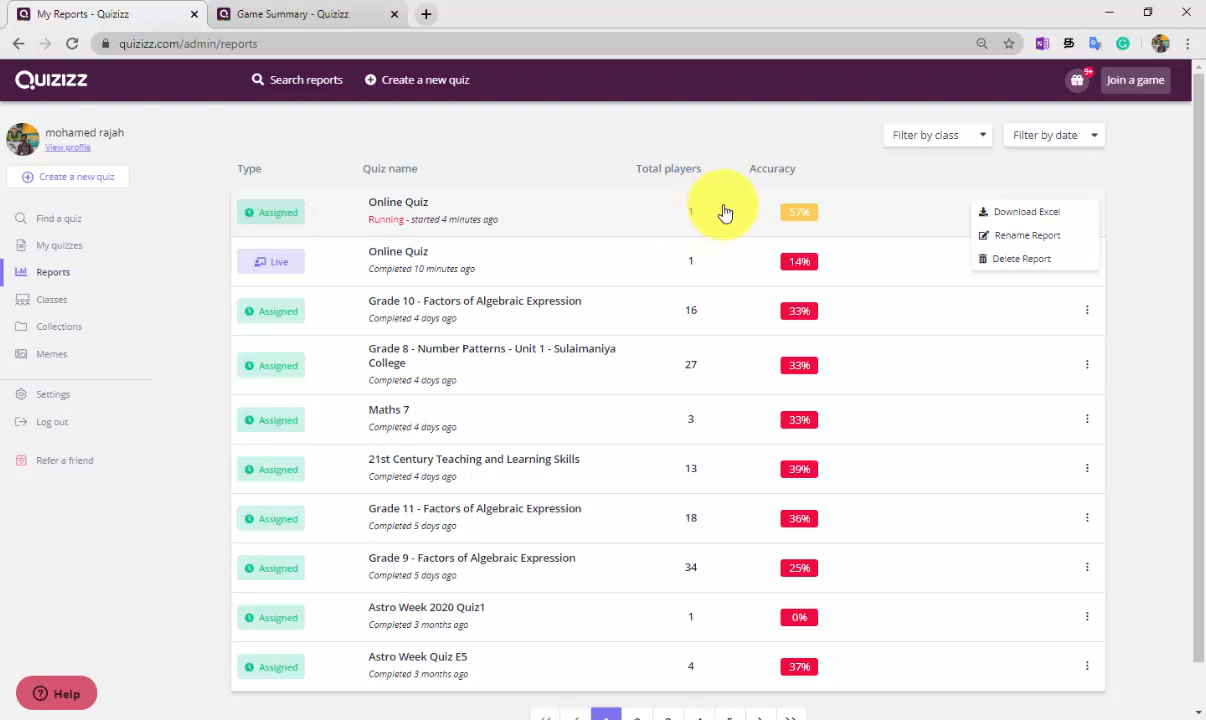 My Reports - Quizizz
Game Summary - Quizizz
quizizz.com/admin/reports
QUIZIZZ
Search reports
Create a new quiz
9+
Join a game
mohamed rajah
View profile
Create a new quiz
Find a quiz
My quizzes
Reports
Classes
Collections
Memes
Settings
Log out
Refer a friend
Help
Filter by class
Filter by date
Type Quiz name Total players Accuracy
Assigned Online Quiz 1 57%
Running - started 4 minutes ago
Download Excel
Rename Report
Delete Report
Live Online Quiz 1 14%
Completed 10 minutes ago
Assigned Grade 10 - Factors of Algebraic Expression 16 33%
Completed 4 days ago
Assigned Grade 8 - Number Patterns - Unit 1 - Sulaimaniya 27 33%
College
Completed 4 days ago
Assigned Maths 7 3 33%
Completed 4 days ago
Assigned 21st Century Teaching and Learning Skills 13 39%
Completed 4 days ago
Assigned Grade 11 - Factors of Algebraic Expression 18 36%
Completed 5 days ago
Assigned Grade 9 - Factors of Algebraic Expression 34 25%
Completed 5 days ago
Assigned Astro Week 2020 Quiz1 1 0%
Completed 3 months ago
Assigned Astro Week Quiz E5 4 37%
Completed 3 months ago